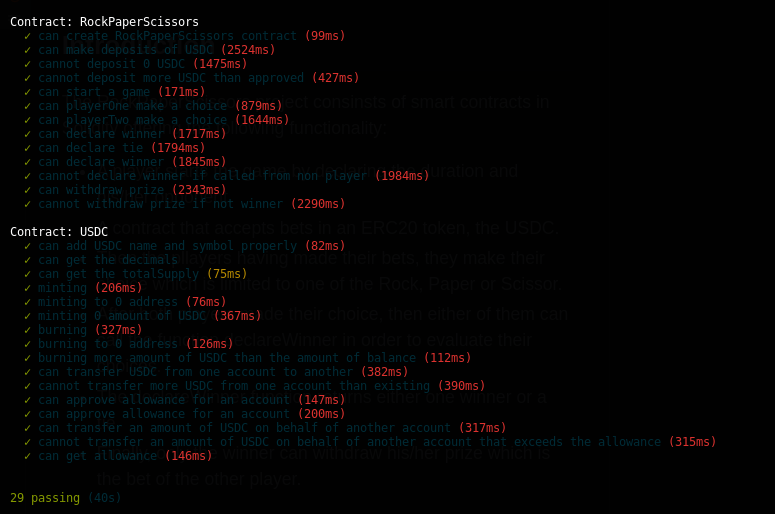 Contract: RockPaperScissors
✓ can create RockPaperScissors contract (99ms)
✓ can make deposits of USDC (2524ms)
✓ cannot deposit 0 USDC (1475ms)
✓ cannot deposit more USDC than approved (427ms)
✓ can start a game (171ms)
✓ can playerOne make a choice (879ms)
✓ can playerTwo make a choice (1644ms)
✓ can declare winner (1717ms)
✓ can declare tie (1794ms)
✓ can declare winner (1845ms)
✓ cannot declare winner if called from non player (1984ms)
✓ can withdraw prize (2343ms)
✓ cannot withdraw prize if not winner (2290ms)
Contract: USDC
✓ can add USDC name and symbol properly (82ms)
✓ can get the decimals
✓ can get the totalSupply (75ms)
✓ minting (206ms)
✓ minting to 0 address (76ms)
✓ minting 0 amount of USDC (367ms)
✓ burning (327ms)
✓ burning to 0 address (126ms)
✓ burning more amount of USDC than the amount of balance (112ms)
✓ can transfer USDC from one account to another (382ms)
✓ cannot transfer more USDC from one account than existing (390ms)
✓ can approve allowance for an account (147ms)
✓ can approve allowance for an account (200ms)
✓ can transfer an amount of USDC on behalf of another account (317ms)
✓ cannot transfer an amount of USDC on behalf of another account that exceeds the allowance (315ms)
✓ can get allowance (146ms)
the bet of the other player.
29 passing (40s)